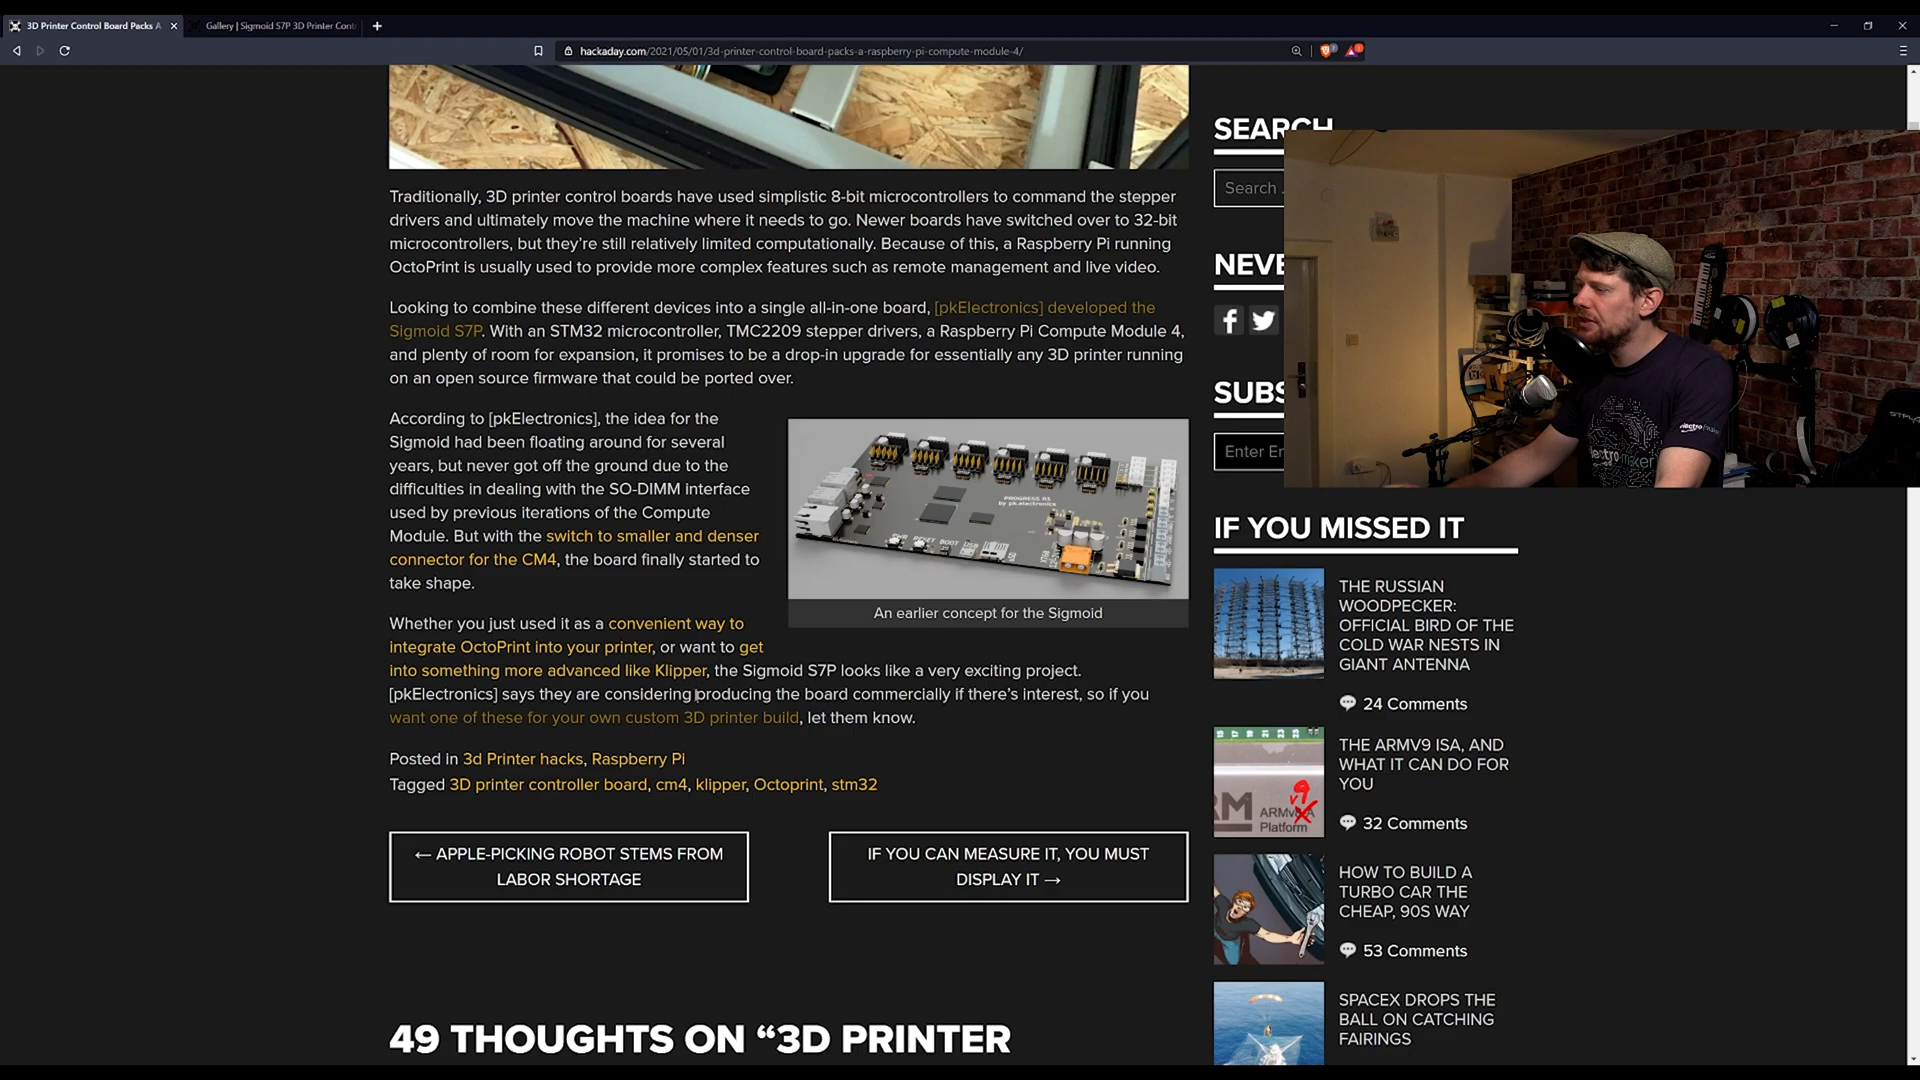 3D Printer Control Board Packs A
Gallery | Sigmoid S7P 3D Printer Cont
hackaday.com/2021/05/01/3d-printer-control-board-packs-a-raspberry-pi-compute-module-4/
Traditionally, 3D printer control boards have used simplistic 8-bit microcontrollers to command the stepper
drivers and ultimately move the machine where it needs to go. Newer boards have switched over to 32-bit
microcontrollers, but they're still relatively limited computationally. Because of this, a Raspberry Pi running
OctoPrint is usually used to provide more complex features such as remote management and live video.
Looking to combine these different devices into a single all-in-one board, [pkElectronics] developed the
Sigmoid S7P. With an STM32 microcontroller, TMC2209 stepper drivers, a Raspberry Pi Compute Module 4,
and plenty of room for expansion, it promises to be a drop-in upgrade for essentially any 3D printer running
on an open source firmware that could be ported over.
According to [pkElectronics], the idea for the
Sigmoid had been floating around for several
years, but never got off the ground due to the
difficulties in dealing with the SO-DIMM interface
used by previous iterations of the Compute
Module. But with the switch to smaller and denser
connector for the CM4, the board finally started to
take shape.
PROGRESS R1
by pk.electronics
PWR RESET BOOT USB
XT60
An earlier concept for the Sigmoid
Whether you just used it as a convenient way to
integrate OctoPrint into your printer, or want to get
into something more advanced like Klipper, the Sigmoid S7P looks like a very exciting project.
[pkElectronics] says they are considering producing the board commercially if there's interest, so if you
want one of these for your own custom 3D printer build, let them know.
Posted in 3d Printer hacks, Raspberry Pi
Tagged 3D printer controller board, cm4, klipper, Octoprint, stm32
← APPLE-PICKING ROBOT STEMS FROM
LABOR SHORTAGE
IF YOU CAN MEASURE IT, YOU MUST
DISPLAY IT →
49 THOUGHTS ON “3D PRINTER
SEARCH
Search
NEVE
SUBS
Enter Er
electromaker
electro maker
IF YOU MISSED IT
THE RUSSIAN
WOODPECKER:
OFFICIAL BIRD OF THE
COLD WAR NESTS IN
GIANT ANTENNA
24 Comments
THE ARMV9 ISA, AND
WHAT IT CAN DO FOR
YOU
v9
RM ARMv8-A
Platform
32 Comments
HOW TO BUILD A
TURBO CAR THE
CHEAP, 90S WAY
53 Comments
SPACEX DROPS THE
BALL ON CATCHING
FAIRINGS